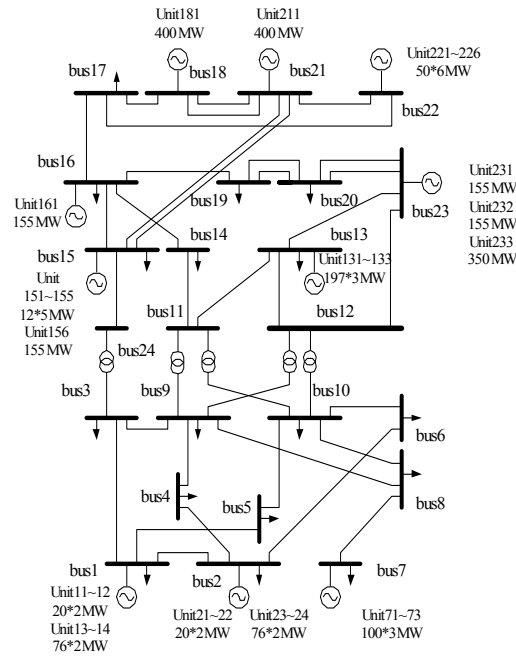 Unit181
400 MW
Unit211
400 MW
Unit221~226
50*6MW
bus17
bus18
bus21
bus22
bus16
bus19
bus20
bus23
Unit231
155MW
Unit232
155 MW
Unit233
350 MW
Unit161
155 MW
bus15
bus14
bus13
Unit
151~155
12*5MW
Unit156
155 MW
Unit131~133
197*3MW
bus11
bus12
bus24
bus3
bus9
bus10
bus6
bus4
bus5
bus8
bus1
bus2
bus7
Unit11~12
20*2MW
Unit13~14
76*2MW
Unit21~22
20*2MW
Unit23~24
76*2MW
Unit71~73
100*3MW